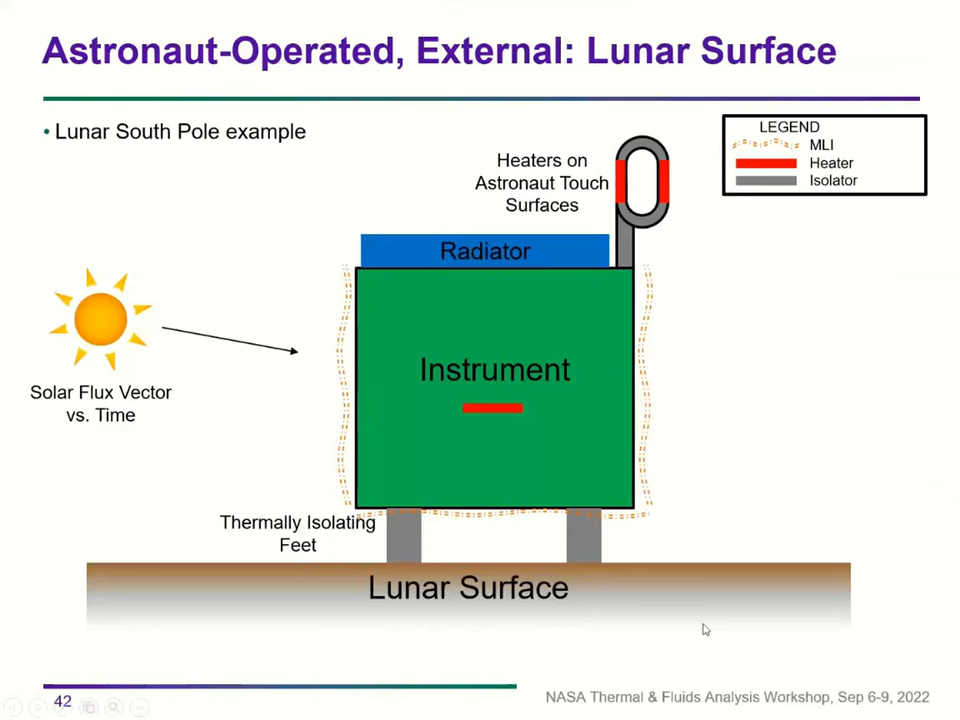 Astronaut-Operated, External: Lunar Surface
• Lunar South Pole example
LEGEND
MLI
Heater
Isolator
Heaters on
Astronaut Touch
Surfaces
Radiator
Instrument
Solar Flux Vector
vs. Time
Thermally Isolating
Feet
Lunar Surface
42
NASA Thermal & Fluids Analysis Workshop, Sep 6-9, 2022